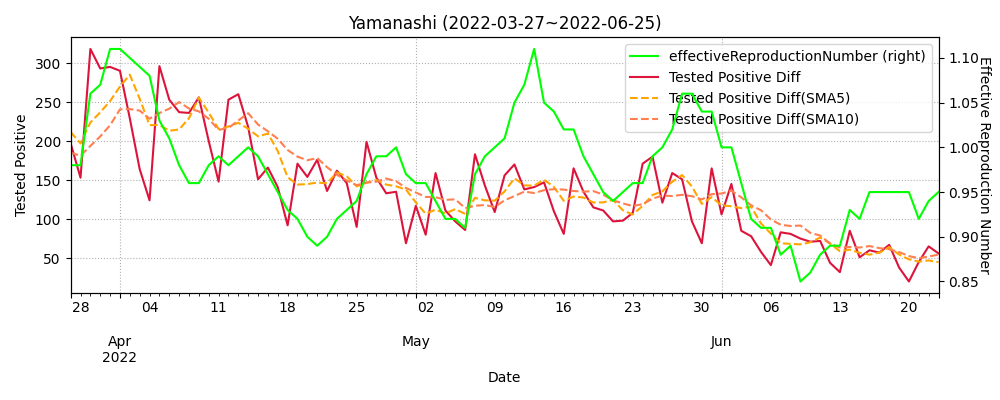 Yamanashi (2022-03-27~2022-06-25)
effectiveReproductionNumber (right)
Tested Positive Diff
Tested Positive Diff(SMA5)
Tested Positive Diff(SMA10)
Tested Positive
300
250
200
150
100
50
1.10
1.05
1.00
0.95
0.90
0.85
Effective Reproduction Number
28 04 11 18 25 02 09 16 23 30 06 13 20
Apr May Jun
2022
Date